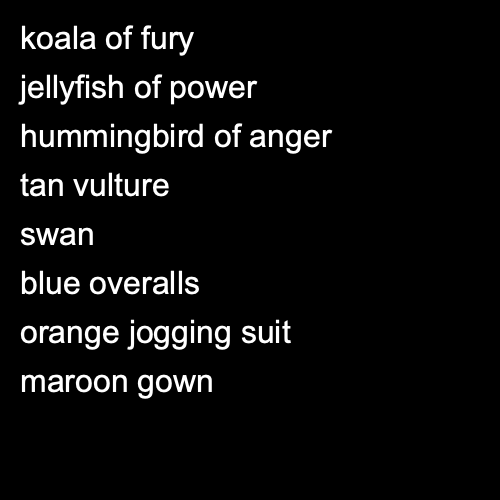 koala of fury
jellyfish of power
hummingbird of anger
tan vulture
swan
blue overalls
orange jogging suit
maroon gown